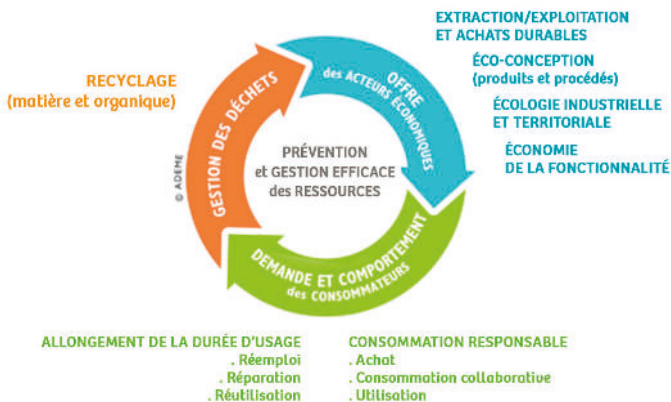 EXTRACTION/EXPLOITATION
ET ACHATS DURABLES
ÉCO-CONCEPTION
(produits et procédés)
ÉCOLOGIE INDUSTRIELLE
ET TERRITORIALE
ÉCONOMIE
DE LA FONCTIONNALITÉ
RECYCLAGE
(matière et organique)
OFFRE
des ACTEURS ÉCONOMIQUES
GESTION DES DÉCHETS
PRÉVENTION
et GESTION EFFICACE
des RESSOURCES
© ADEME
DEMANDE ET COMPORTEMENT
des CONSOMMATEURS
ALLONGEMENT DE LA DURÉE D'USAGE
. Réemploi
. Réparation
. Réutilisation
CONSOMMATION RESPONSABLE
. Achat
. Consommation collaborative
. Utilisation